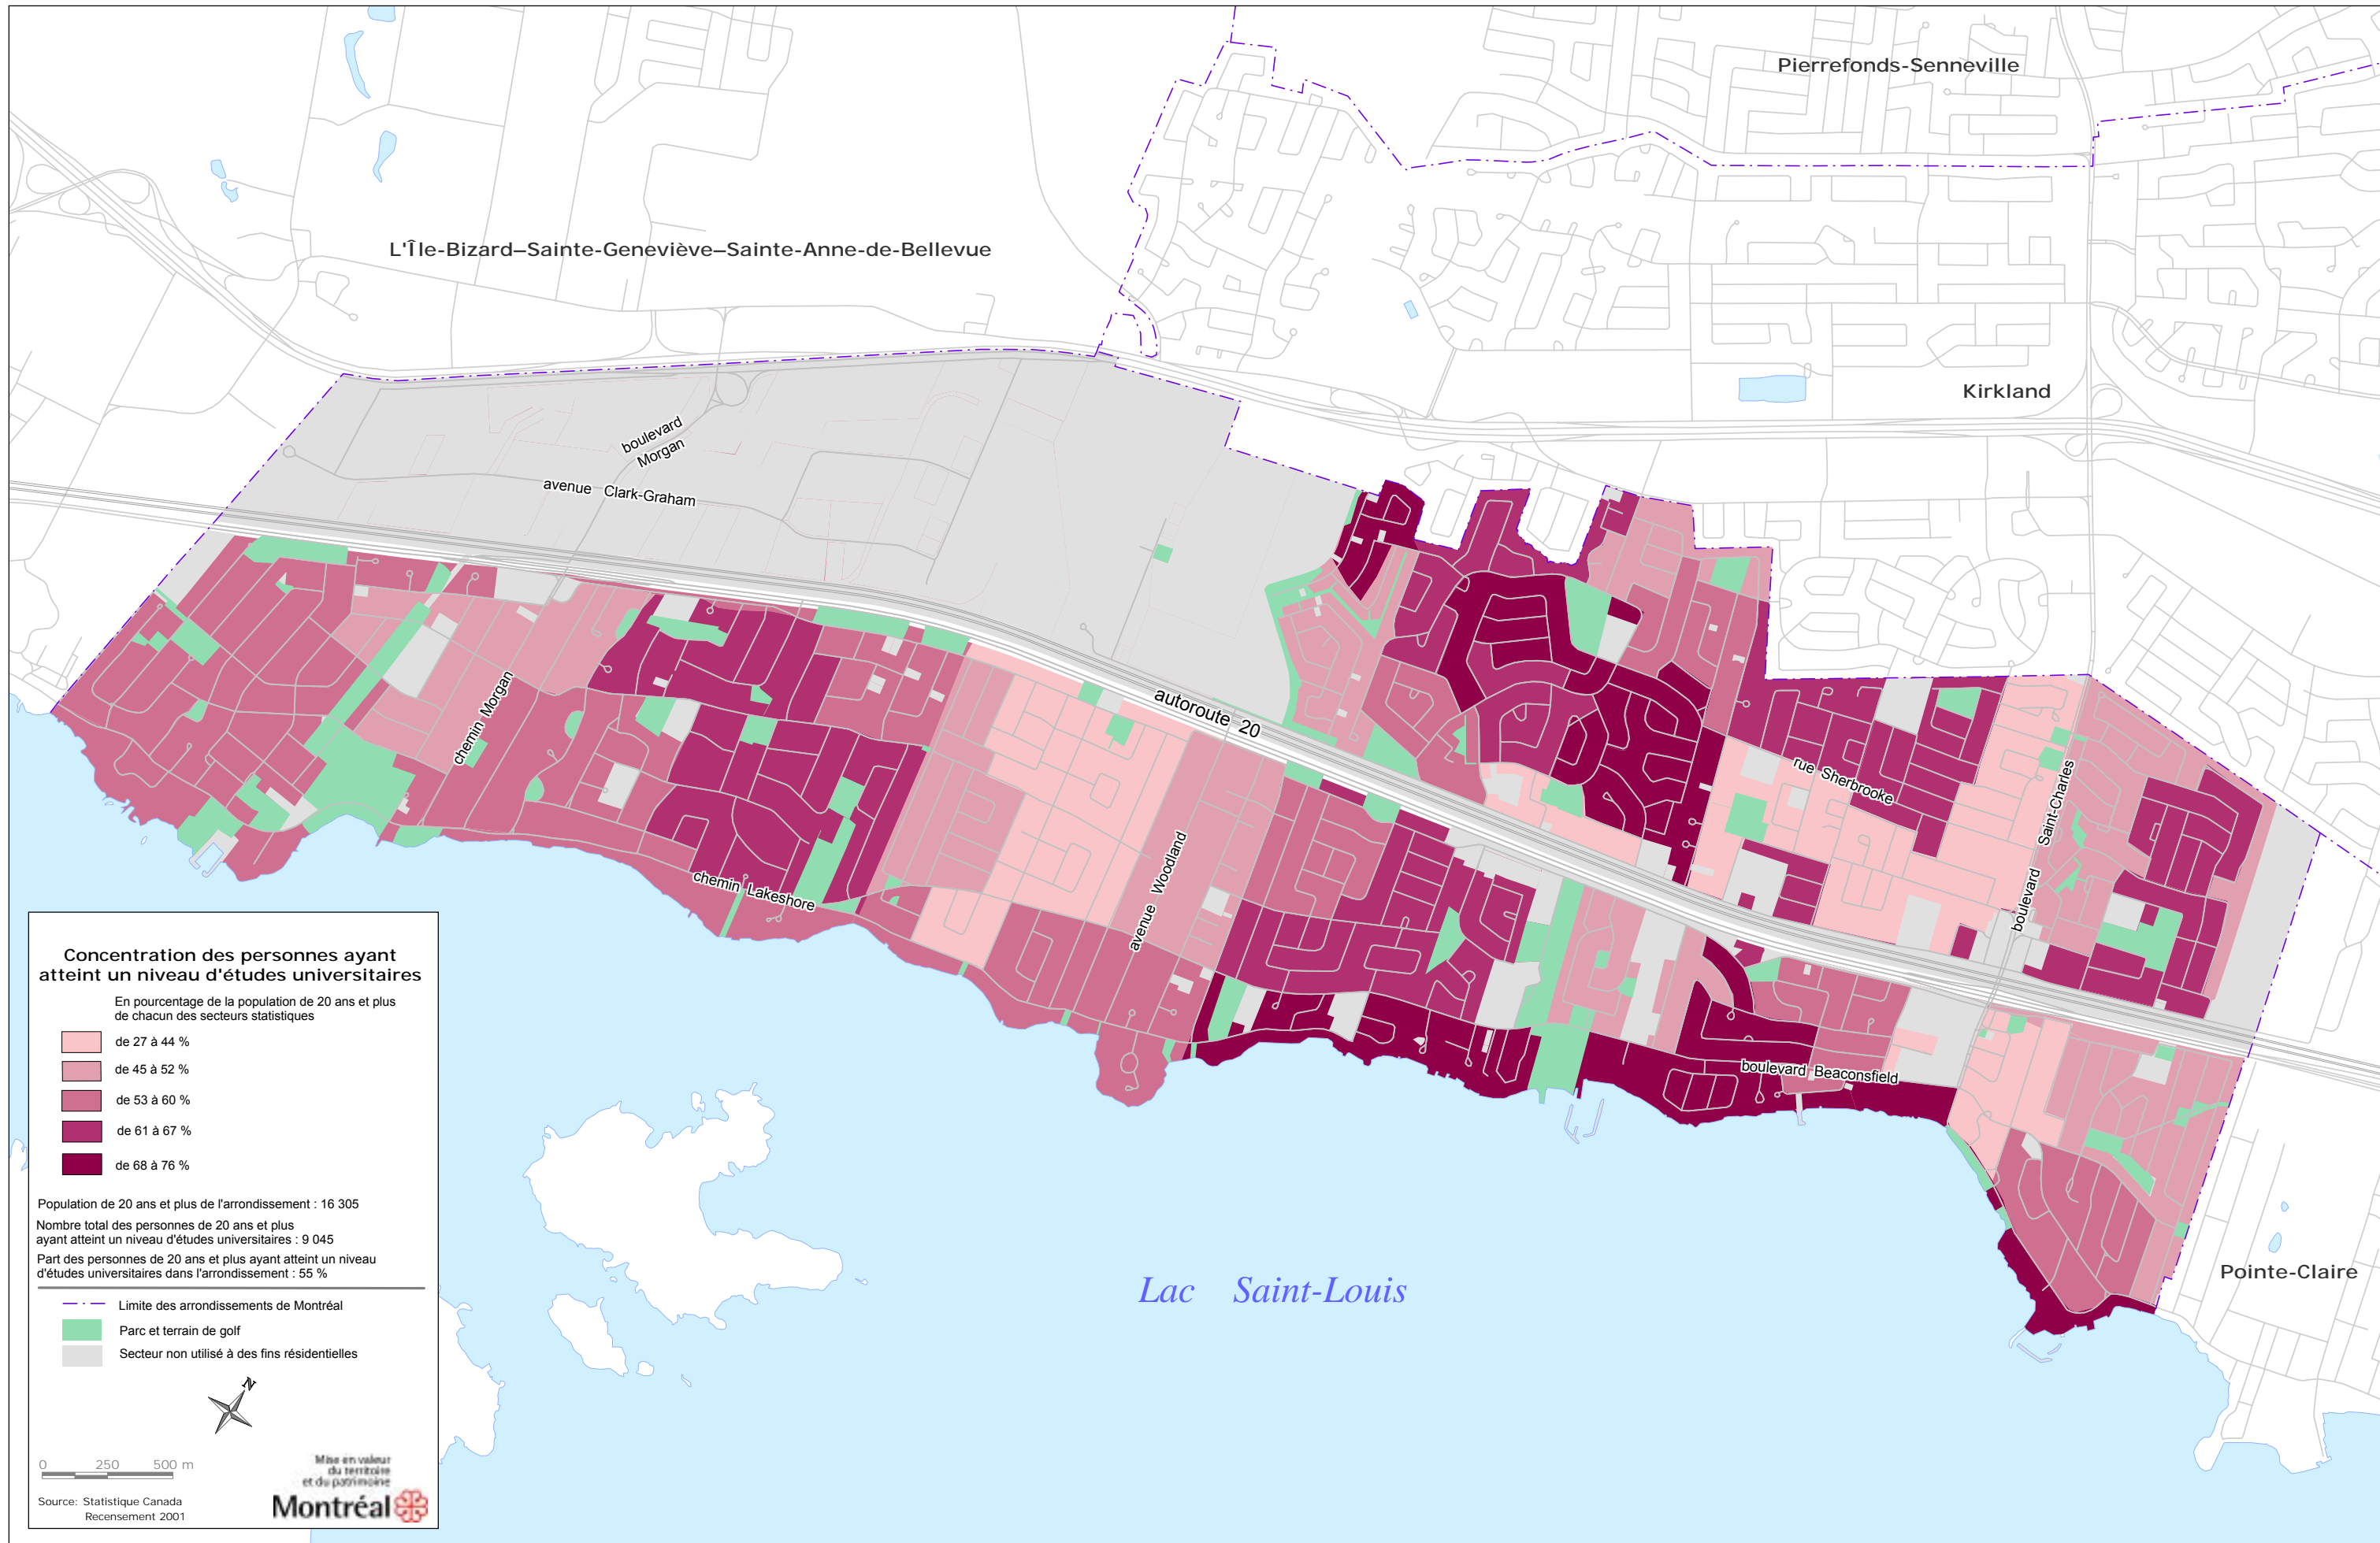 Pierrefonds-Senneville
L'Île-Bizard–Sainte-Geneviève–Sainte-Anne-de-Bellevue
Kirkland
boulevard
Morgan
avenue Clark-Graham
chemin Morgan
autoroute 20
rue Sherbrooke
boulevard Saint-Charles
avenue Woodland
chemin Lakeshore
boulevard Beaconsfield
Lac Saint-Louis
Pointe-Claire
Concentration des personnes ayant
atteint un niveau d'études universitaires
En pourcentage de la population de 20 ans et plus
de chacun des secteurs statistiques
de 27 à 44 %
de 45 à 52 %
de 53 à 60 %
de 61 à 67 %
de 68 à 76 %
Population de 20 ans et plus de l'arrondissement : 16 305
Nombre total des personnes de 20 ans et plus
ayant atteint un niveau d'études universitaires : 9 045
Part des personnes de 20 ans et plus ayant atteint un niveau
d'études universitaires dans l'arrondissement : 55 %
Limite des arrondissements de Montréal
Parc et terrain de golf
Secteur non utilisé à des fins résidentielles
N
0 250 500 m
Source: Statistique Canada
Recensement 2001
Mise en valeur
du territoire
et du patrimoine
Montréal